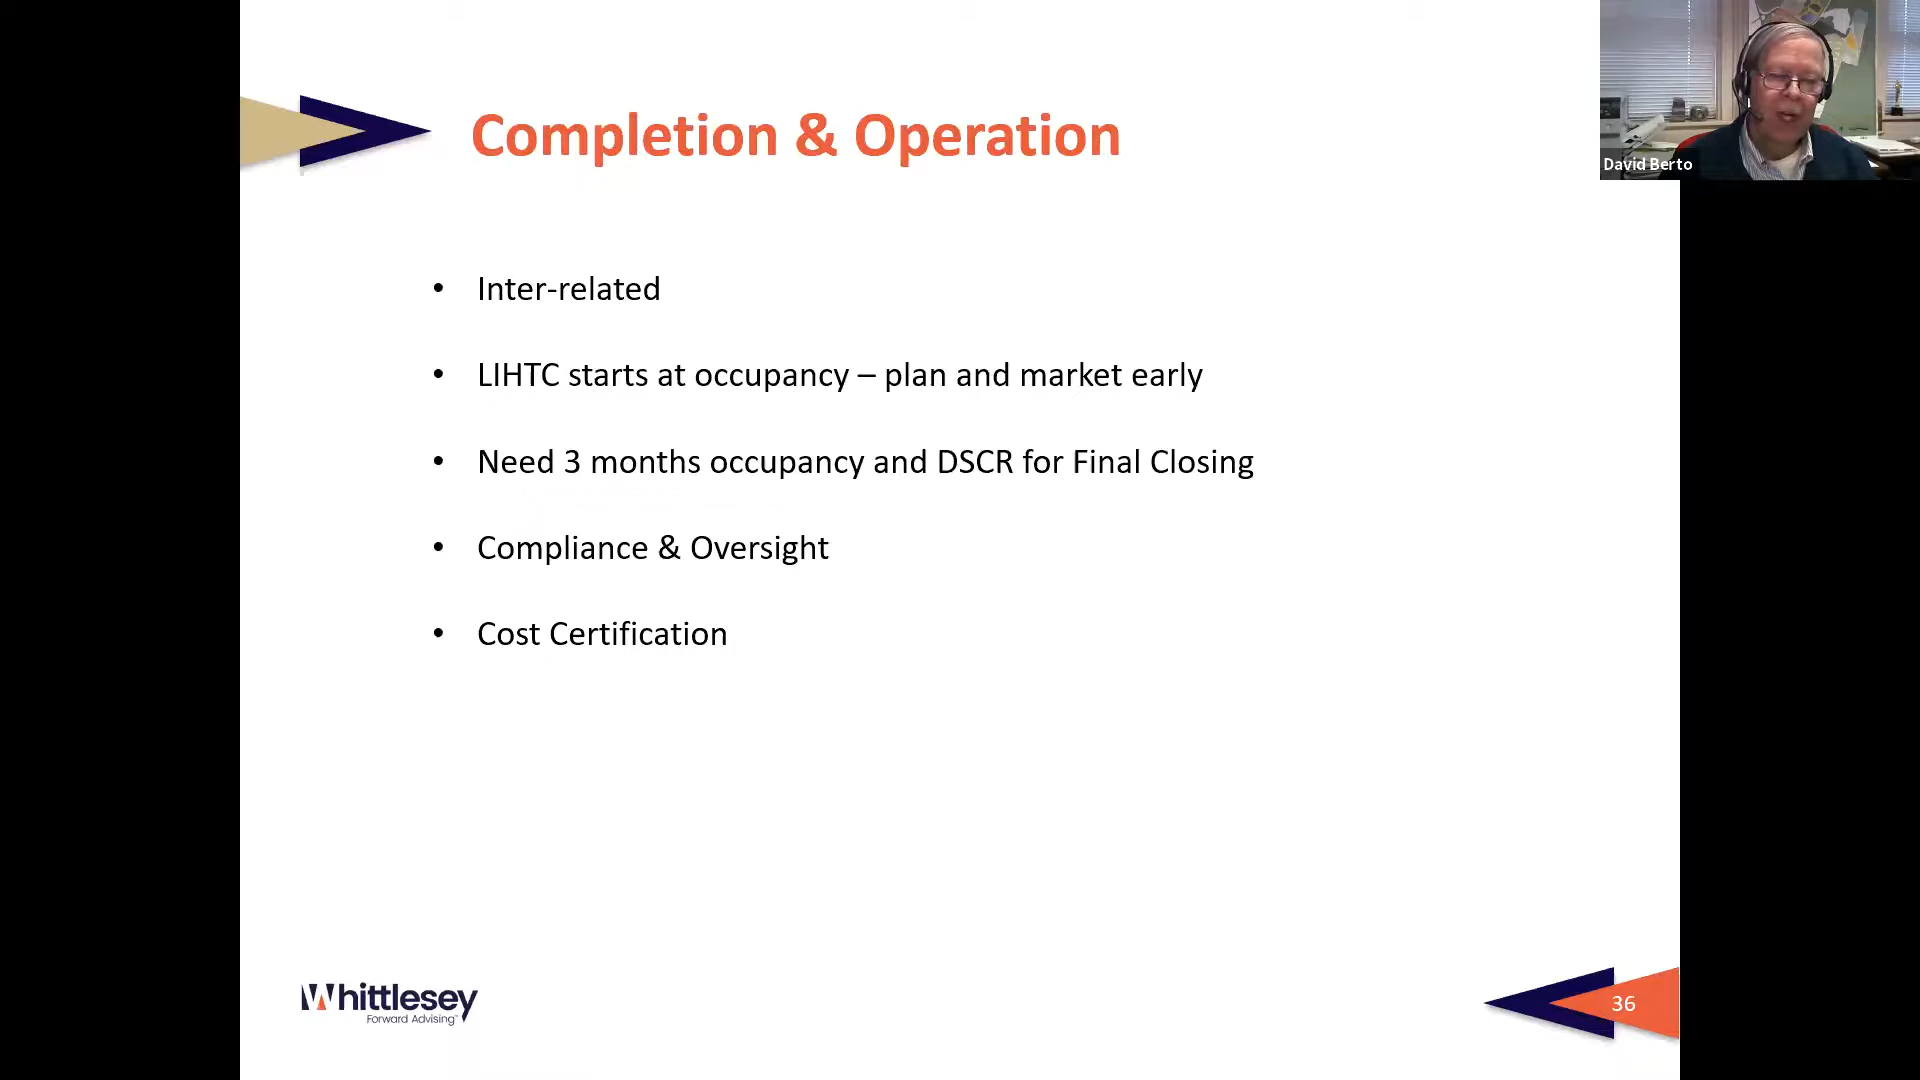 Completion & Operation
David Berto
• Inter-related
• LIHTC starts at occupancy – plan and market early
• Need 3 months occupancy and DSCR for Final Closing
• Compliance & Oversight
• Cost Certification
Whittlesey
Forward Advising™
36